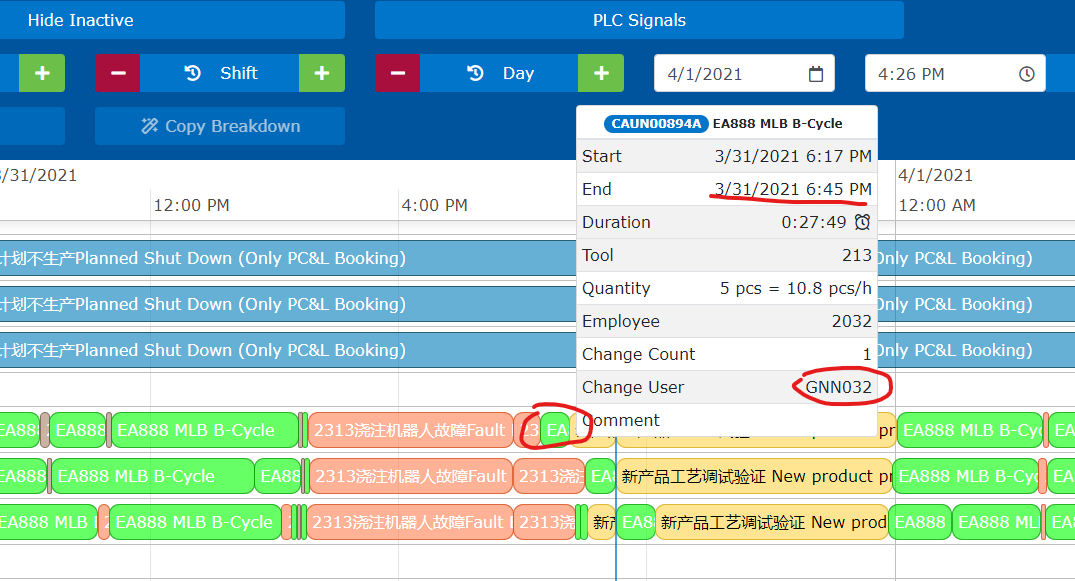 Hide Inactive
PLC Signals
Shift
Day
4/1/2021
4:26 PM
Copy Breakdown
CAUN00894A EA888 MLB B-Cycle
Start 3/31/2021 6:17 PM
End 3/31/2021 6:45 PM
Duration 0:27:49
Tool 213
Quantity 5 pcs = 10.8 pcs/h
Employee 2032
Change Count 1
Change User GNN032
Comment
/31/2021
4/1/2021
12:00 PM
4:00 PM
12:00 AM
计划不生产Planned Shut Down (Only PC&L Booking)
nly PC&L Booking)
计划不生产Planned Shut Down (Only PC&L Booking)
nly PC&L Booking)
计划不生产Planned Shut Down (Only PC&L Booking)
nly PC&L Booking)
EA888 EA888 EA888 MLB B-Cycle 2313浇注机器人故障Fault 23 EA pr EA888 MLB B-Cy EA
EA888 EA888 MLB B-Cycle EA88 2313浇注机器人故障Fault 2313浇注 EA8 新产品工艺调试验证 New product pr EA888 MLB B-Cy EA
EA888 MLB EA888 MLB B-Cycle 2313浇注机器人故障Fault 2313浇 新产 EA88 新产品工艺调试验证 New prod EA888 EA888 ML EA